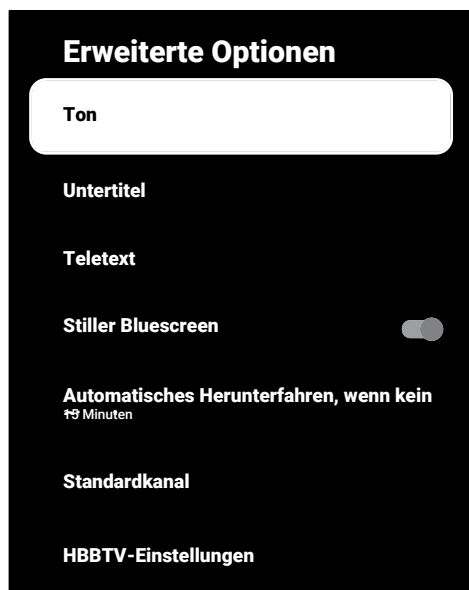 Erweiterte Optionen
Ton
Untertitel
Teletext
Stiller Bluescreen
Automatisches Herunterfahren, wenn kein
Minuten
Standardkanal
HBBTV-Einstellungen